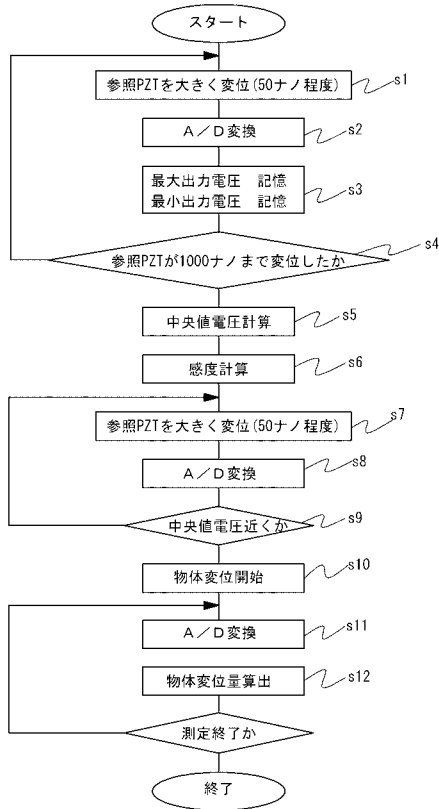 スタート
参照PZTを大きく変位(50ナノ程度)
s1
A/D変換
s2
最大出力電圧 記憶
最小出力電圧 記憶
s3
参照PZTが1000ナノまで変位したか
s4
中央値電圧計算
s5
感度計算
s6
参照PZTを大きく変位(50ナノ程度)
s7
A/D変換
s8
中央値電圧近くか
s9
物体変位開始
s10
A/D変換
s11
物体変位量算出
s12
測定終了か
終了